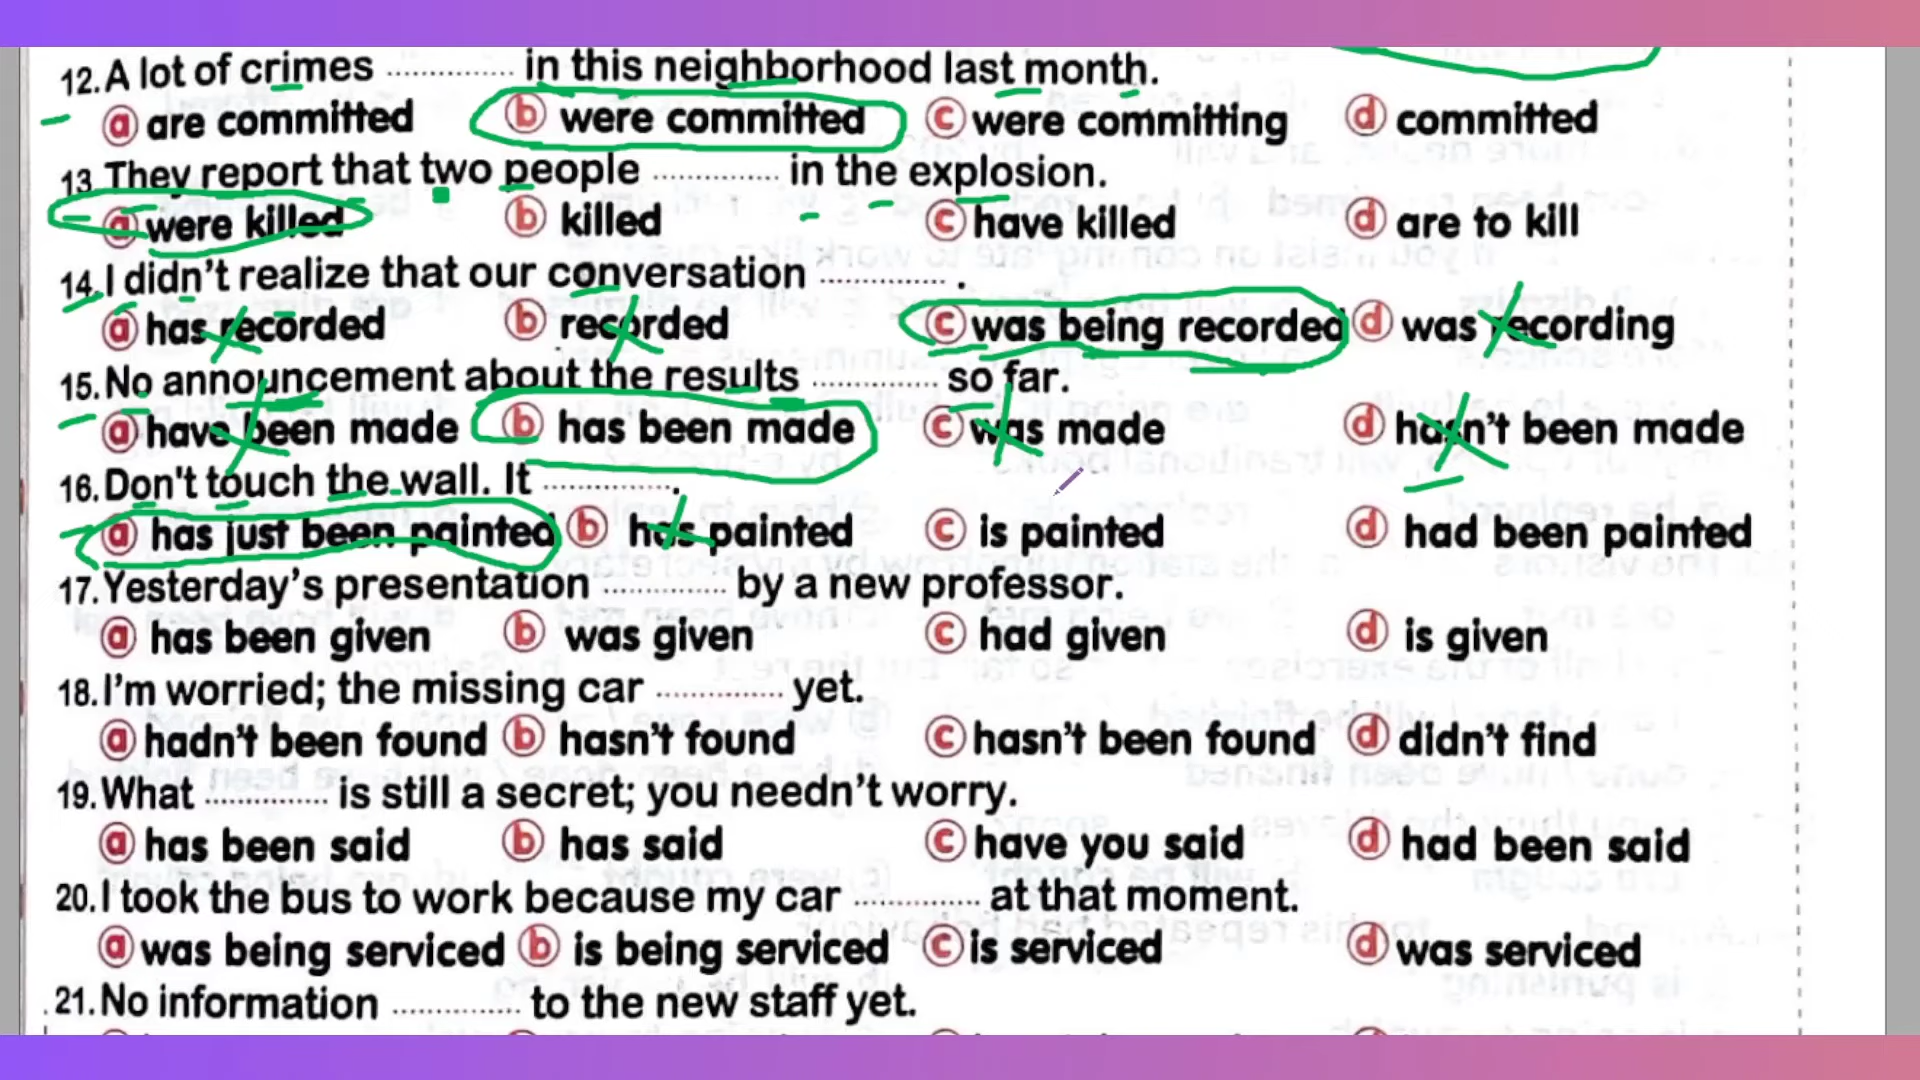 12. A lot of crimes ............. in this neighborhood last month.
a are committed b were committed c were committing d committed
13. They report that two people ............. in the explosion.
a were killed b killed c have killed d are to kill
14. I didn't realize that our conversation ............. .
a has recorded b recorded c was being recorded d was recording
15. No announcement about the results ............. so far.
a have been made b has been made c was made d hasn't been made
16. Don't touch the wall. It ............. .
a has just been painted b has painted c is painted d had been painted
17. Yesterday's presentation ............. by a new professor.
a has been given b was given c had given d is given
18. I'm worried; the missing car ............. yet.
a hadn't been found b hasn't found c hasn't been found d didn't find
19. What ............. is still a secret; you needn't worry.
a has been said b has said c have you said d had been said
20. I took the bus to work because my car ............. at that moment.
a was being serviced b is being serviced c is serviced d was serviced
21. No information ............. to the new staff yet.